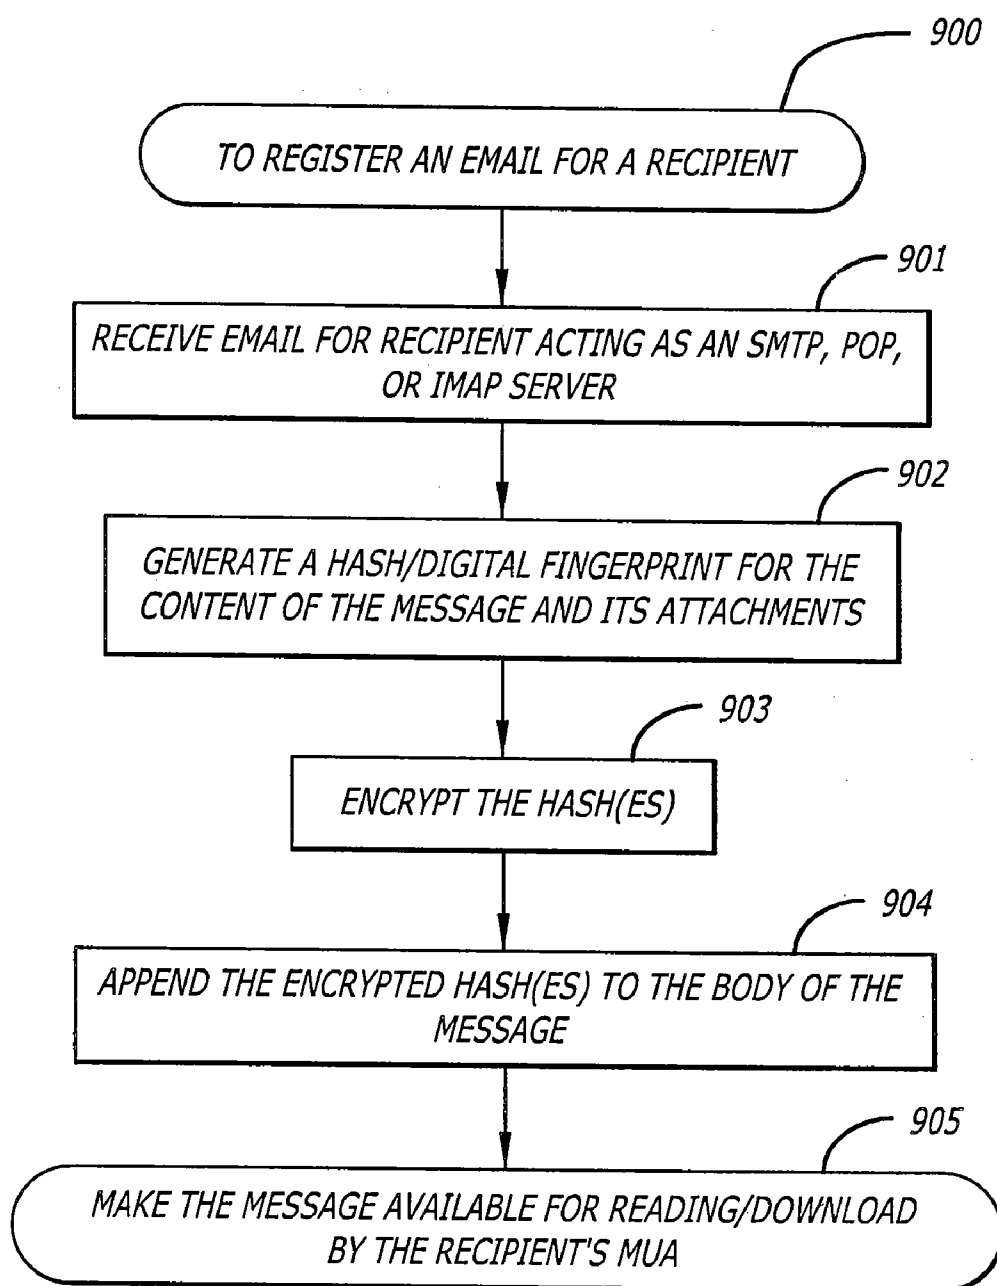 900
TO REGISTER AN EMAIL FOR A RECIPIENT
901
RECEIVE EMAIL FOR RECIPIENT ACTING AS AN SMTP, POP,
OR IMAP SERVER
902
GENERATE A HASH/DIGITAL FINGERPRINT FOR THE
CONTENT OF THE MESSAGE AND ITS ATTACHMENTS
903
ENCRYPT THE HASH(ES)
904
APPEND THE ENCRYPTED HASH(ES) TO THE BODY OF THE
MESSAGE
905
MAKE THE MESSAGE AVAILABLE FOR READING/DOWNLOAD
BY THE RECIPIENT'S MUA